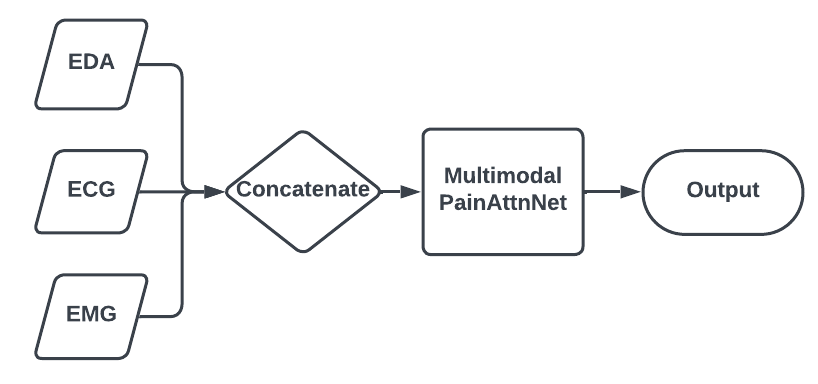 EDA
ECG
EMG
Concatenate
Multimodal
PainAttnNet
Output